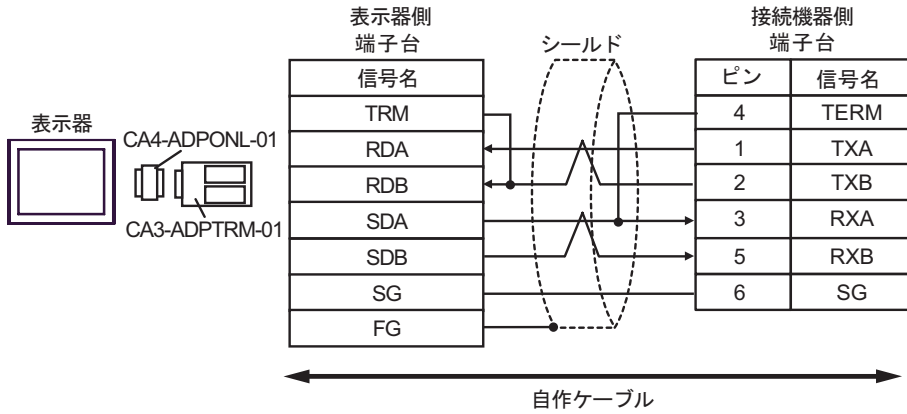 表示器側
端子台
シールド
接続機器側
端子台
信号名
ピン 信号名
TRM
4 TERM
表示器
CA4-ADPONL-01
RDA
1 TXA
RDB
2 TXB
CA3-ADPTRM-01
SDA
3 RXA
SDB
5 RXB
SG
6 SG
FG
自作ケーブル